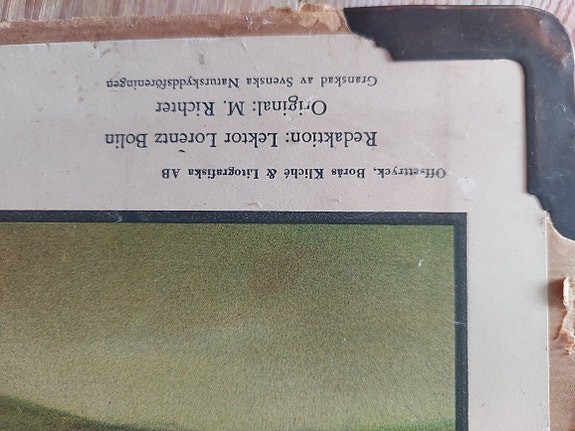 Offsettryck, Borås Kliché & Litografiska AB
Redaktion: Lektor Lorentz Bolin
Original: M. Richter
Granskad av Svenska Naturskyddsföreningen